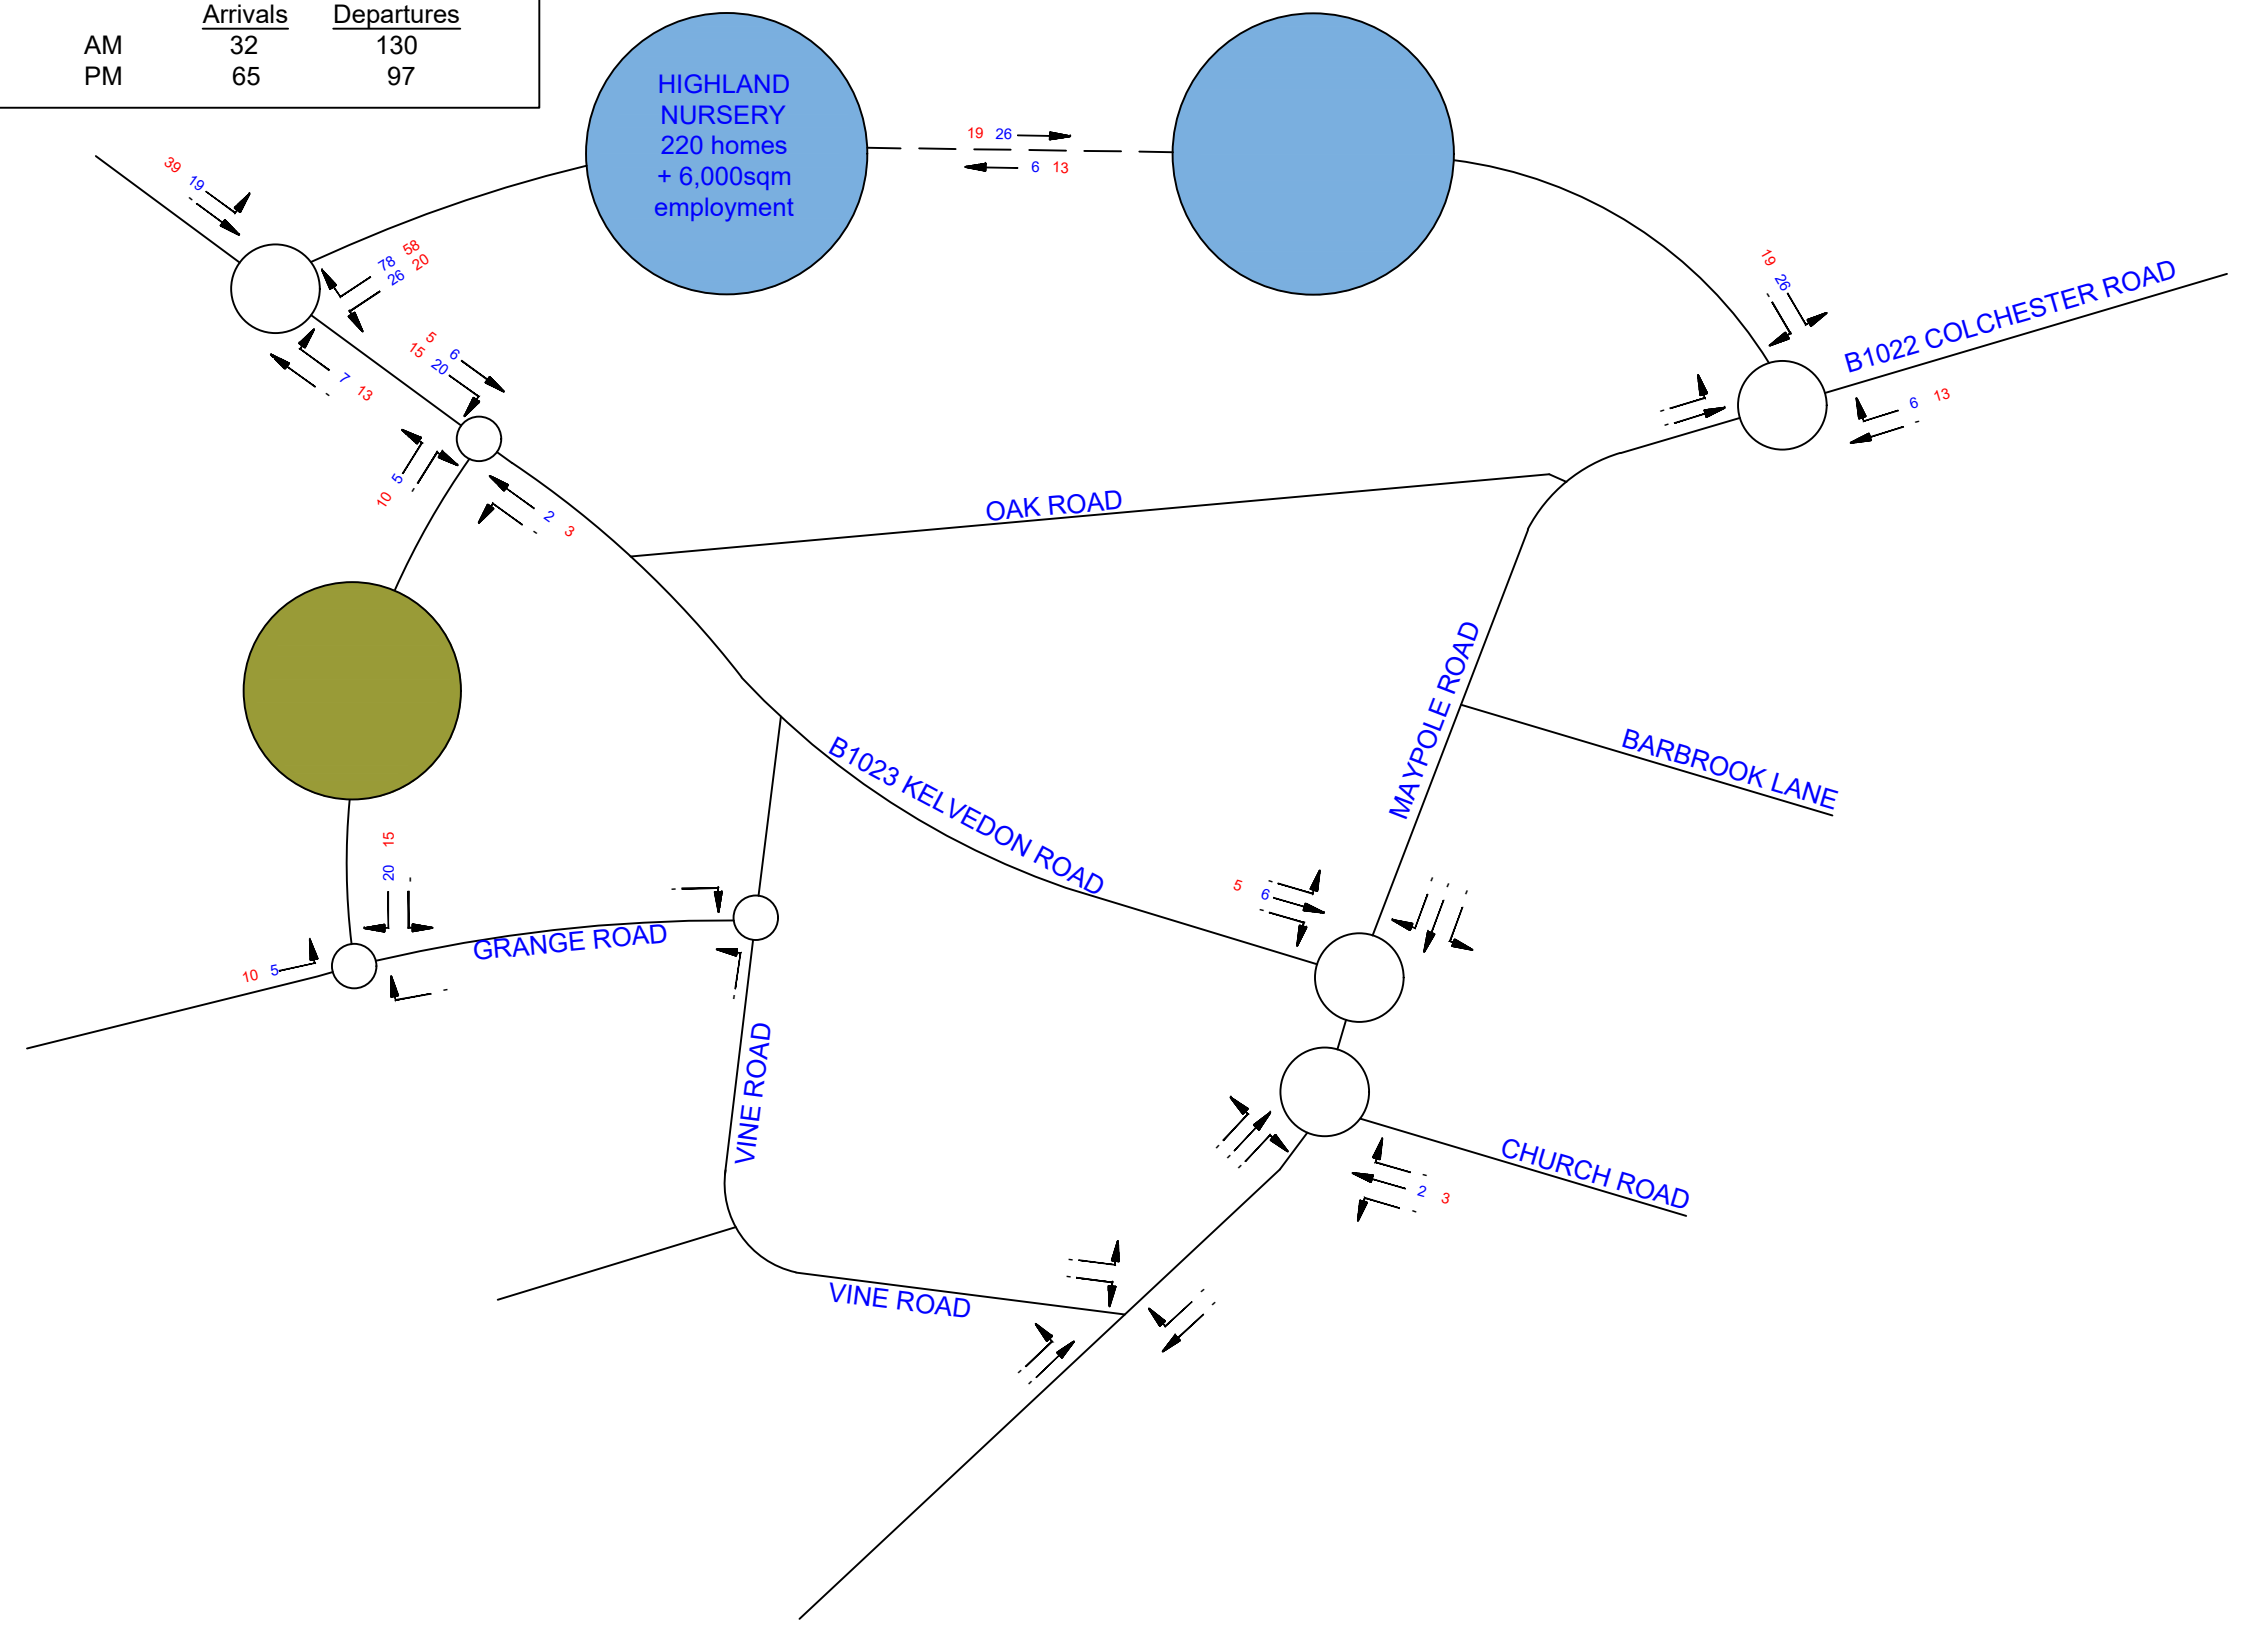 Arrivals Departures
AM 32 130
PM 65 97
HIGHLAND
NURSERY
220 homes
+ 6,000sqm
employment
19 26
6 13
39 19
78 58
26 20
7 13
5 6
15 20
10 5
2 3
19 26
B1022 COLCHESTER ROAD
6 13
OAK ROAD
MAYPOLE ROAD
BARBROOK LANE
B1023 KELVEDON ROAD
5 6
20 15
GRANGE ROAD
10 5
VINE ROAD
CHURCH ROAD
2 3
VINE ROAD